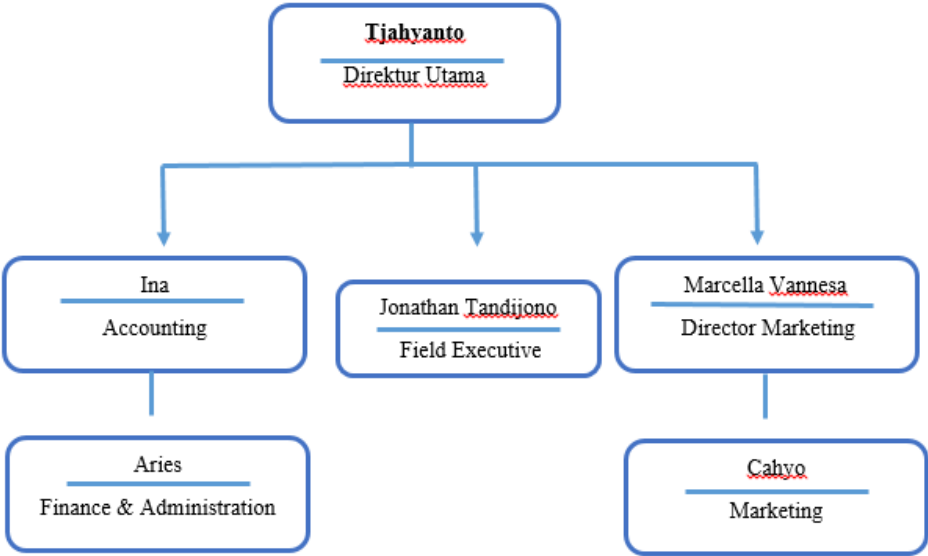 Tjahyanto
Direktur Utama
Ina
Accounting
Jonathan Tandijono
Field Executive
Marcella Vannesa
Director Marketing
Aries
Finance & Administration
Cahyo
Marketing